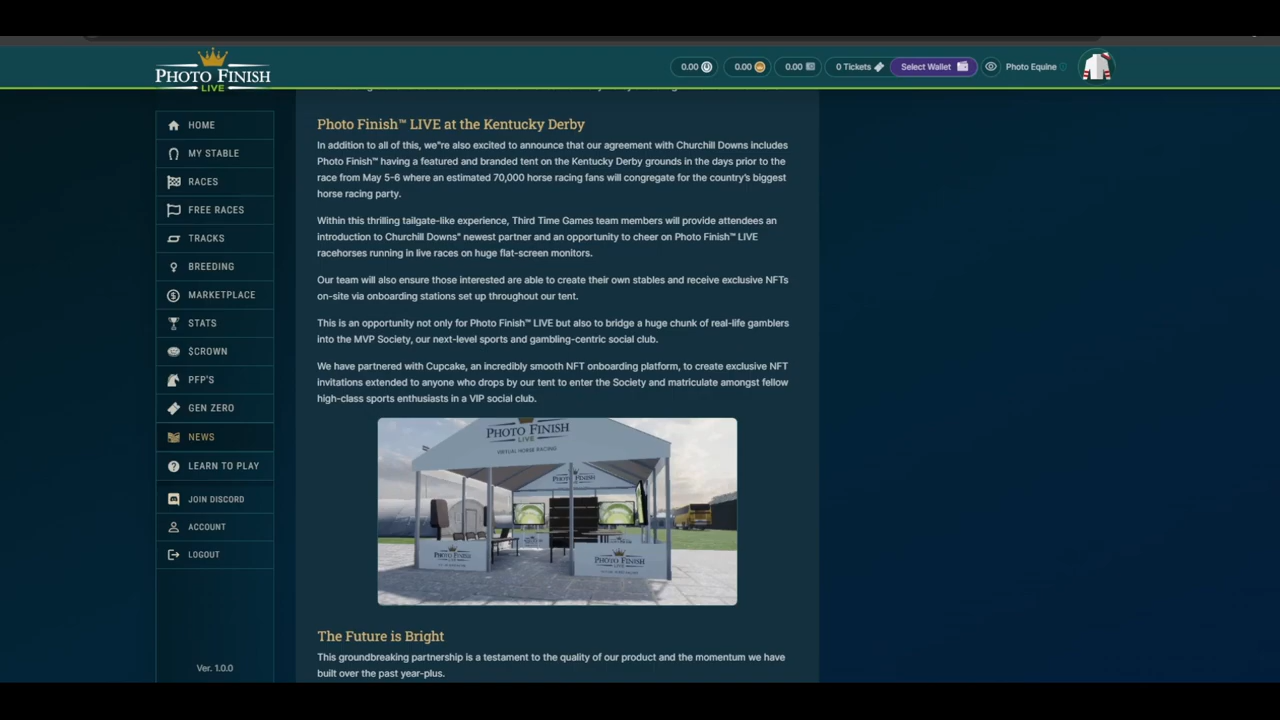 PHOTO FINISH
LIVE
0.00
0.00
0.00
0 Tickets
Select Wallet
Photo Equine
HOME
MY STABLE
RACES
FREE RACES
TRACKS
BREEDING
MARKETPLACE
STATS
$CROWN
PFP'S
GEN ZERO
NEWS
LEARN TO PLAY
JOIN DISCORD
ACCOUNT
LOGOUT
Ver. 1.0.0
Photo Finish™ LIVE at the Kentucky Derby
In addition to all of this, we"re also excited to announce that our agreement with Churchill Downs includes
Photo Finish™ having a featured and branded tent on the Kentucky Derby grounds in the days prior to the
race from May 5-6 where an estimated 70,000 horse racing fans will congregate for the country's biggest
horse racing party.
Within this thrilling tailgate-like experience, Third Time Games team members will provide attendees an
introduction to Churchill Downs" newest partner and an opportunity to cheer on Photo Finish™ LIVE
racehorses running in live races on huge flat-screen monitors.
Our team will also ensure those interested are able to create their own stables and receive exclusive NFTs
on-site via onboarding stations set up throughout our tent.
This is an opportunity not only for Photo Finish™ LIVE but also to bridge a huge chunk of real-life gamblers
into the MVP Society, our next-level sports and gambling-centric social club.
We have partnered with Cupcake, an incredibly smooth NFT onboarding platform, to create exclusive NFT
invitations extended to anyone who drops by our tent to enter the Society and matriculate amongst fellow
high-class sports enthusiasts in a VIP social club.
PHOTO FINISH
LIVE
VIRTUAL HORSE RACING
PHOTO FINISH
PHOTO FINISH
PHOTO FINISH
The Future is Bright
This groundbreaking partnership is a testament to the quality of our product and the momentum we have
built over the past year-plus.